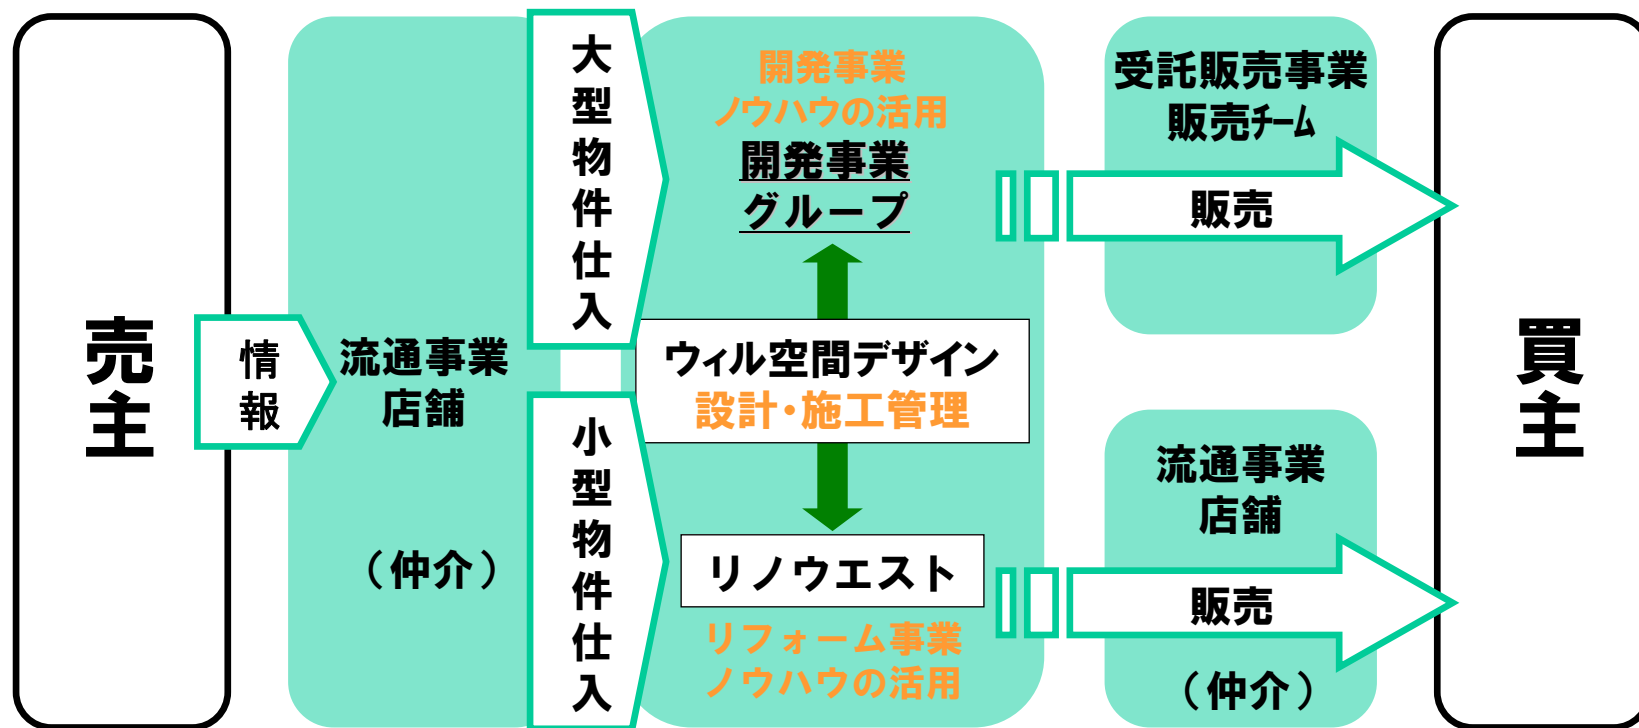 売主
情報
流通事業
店舗
（仲介）
大型物件仕入
小型物件仕入
開発事業
ノウハウの活用
開発事業
グループ
ウィル空間デザイン
設計・施工管理
リノウエスト
リフォーム事業
ノウハウの活用
受託販売事業
販売チーム
販売
流通事業
店舗
販売
（仲介）
買主